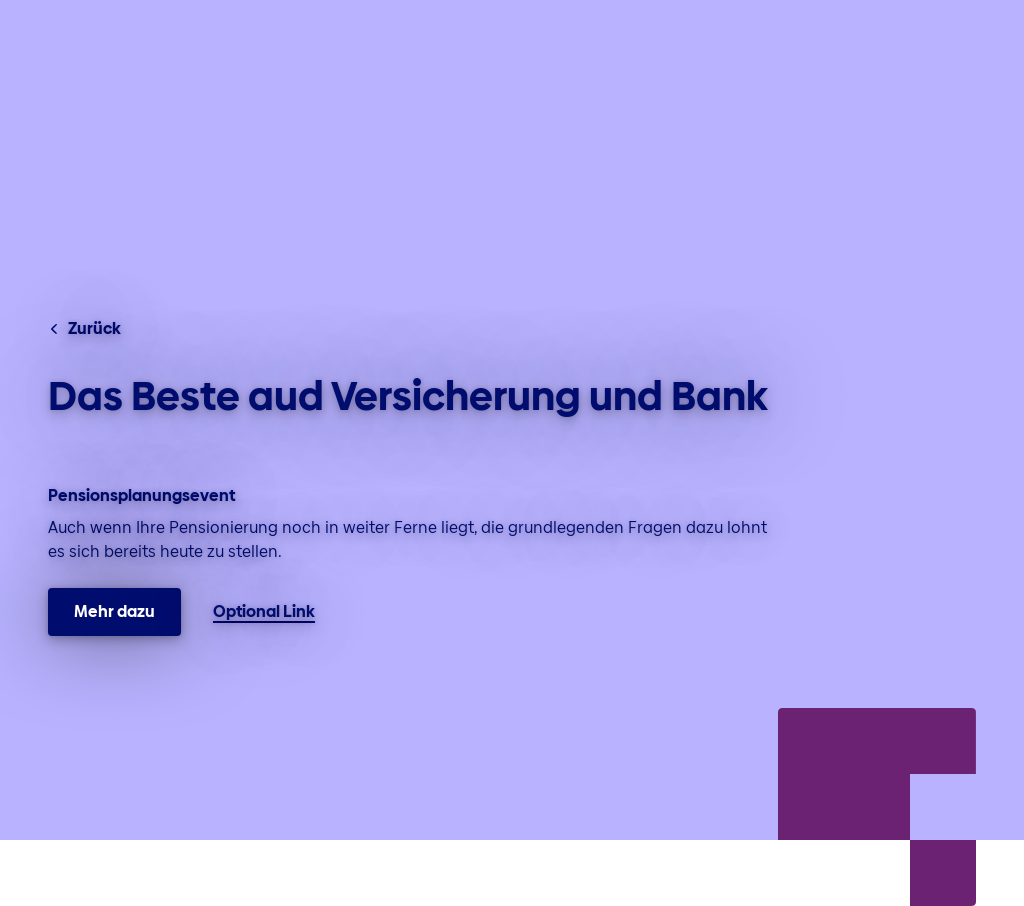 Zurück
Das Beste aud Versicherung und Bank
Pensionsplanungsevent
Auch wenn Ihre Pensionierung noch in weiter Ferne liegt, die grundlegenden Fragen dazu lohnt
es sich bereits heute zu stellen.
Mehr dazu
Optional Link